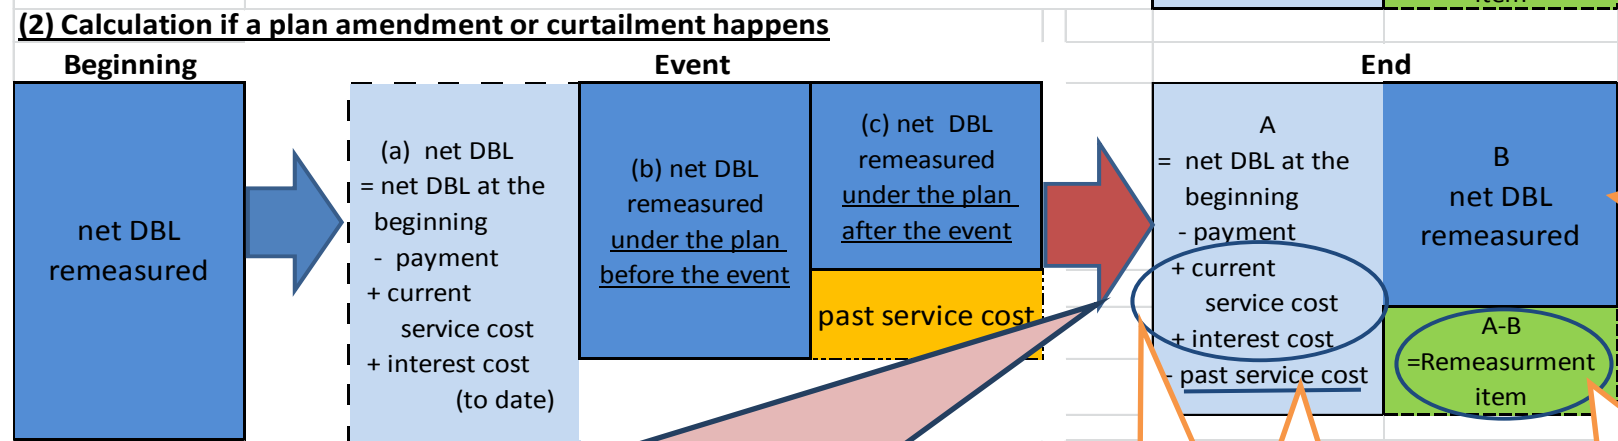 item
(2) Calculation if a plan amendment or curtailment happens
Beginning
Event
End
net DBL
remeasured
(a) net DBL
= net DBL at the
beginning
- payment
+ current
service cost
+ interest cost
(to date)
(b) net DBL
remeasured
under the plan
before the event
(c) net DBL
remeasured
under the plan
after the event
past service cost
A
= net DBL at the
beginning
- payment
+ current
service cost
+ interest cost
- past service cost
B
net DBL
remeasured
A-B
=Remeasurment
item